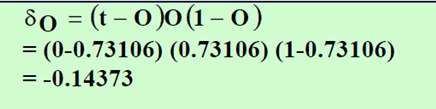 δO = (t – O)O(1 – O)
= (0-0.73106) (0.73106) (1-0.73106)
= -0.14373